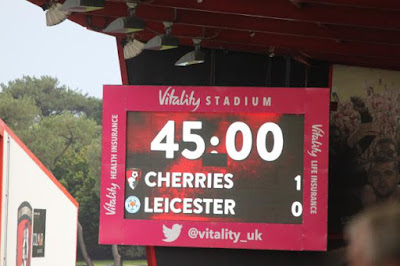 Vitality STADIUM
45:00
CHERRIES 1
LEICESTER 0
@vitality_uk
Vitality HEALTH INSURANCE
Vitality LIFE INSURANCE